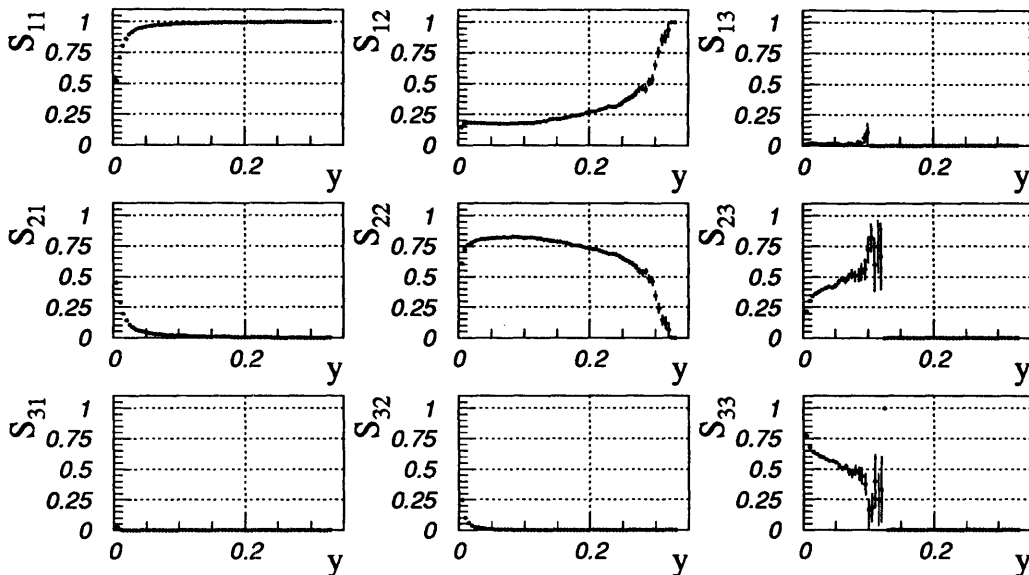 S11 1 0.75 0.5 0.25 0 0 0.2 y
S12 1 0.75 0.5 0.25 0 0 0.2 y
S13 1 0.75 0.5 0.25 0 0 0.2 y
S21 1 0.75 0.5 0.25 0 0 0.2 y
S22 1 0.75 0.5 0.25 0 0 0.2 y
S23 1 0.75 0.5 0.25 0 0 0.2 y
S31 1 0.75 0.5 0.25 0 0 0.2 y
S32 1 0.75 0.5 0.25 0 0 0.2 y
S33 1 0.75 0.5 0.25 0 0 0.2 y